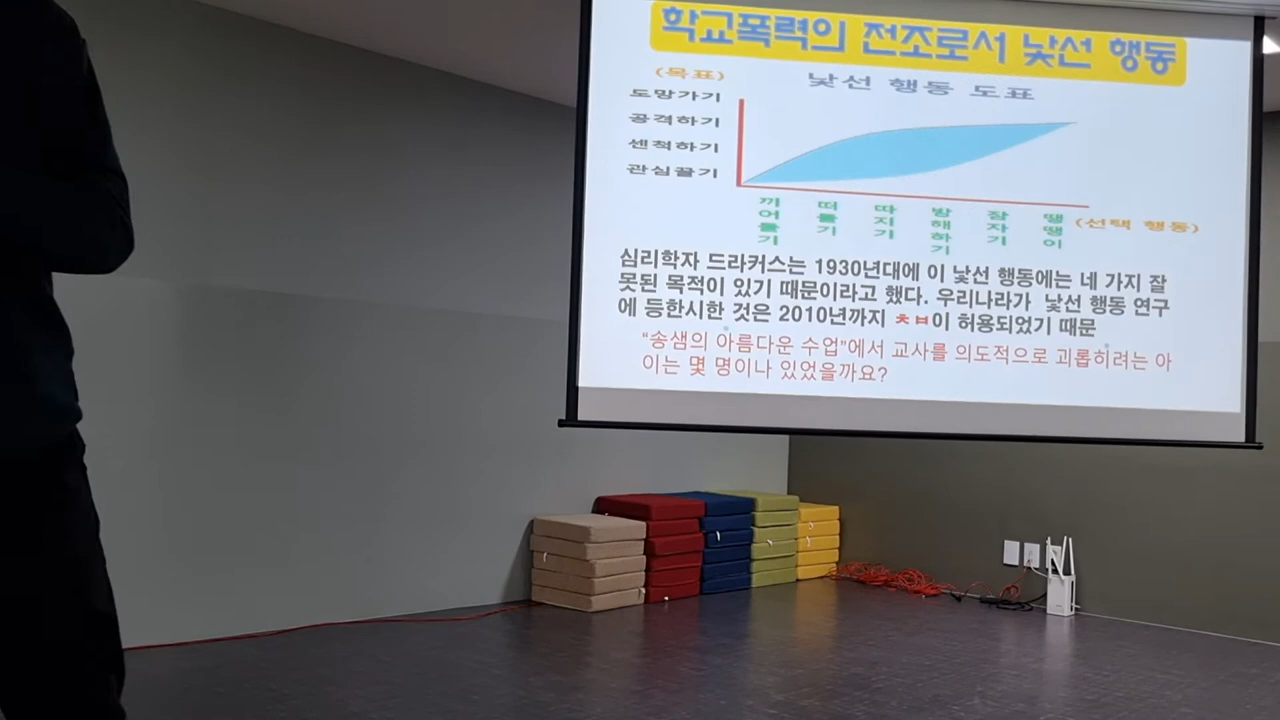 학교폭력의 전조로서 낯선 행동
(목표)
낯선 행동 도표
도망가기
공격하기
센척하기
관심끌기
끼어들기
떠들기
따지기
방해하기
잠자기
땡땡이
(선택 행동)
심리학자 드라커스는 1930년대에 이 낯선 행동에는 네 가지 잘
못된 목적이 있기 때문이라고 했다. 우리나라가 낯선 행동 연구
에 등한시한 것은 2010년까지 ㅊㅂ이 허용되었기 때문
“송샘의 아름다운 수업”에서 교사를 의도적으로 괴롭히려는 아
이는 몇 명이나 있었을까요?